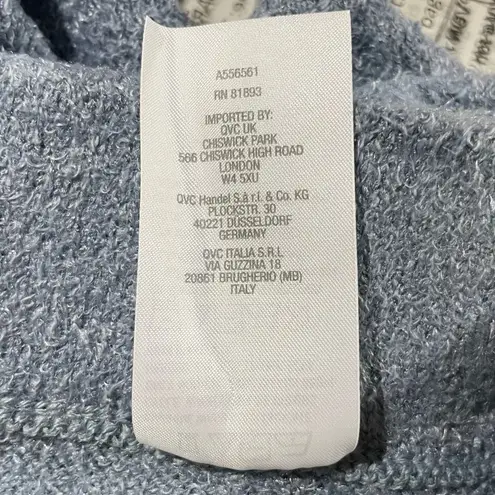 A556561
RN 81893
IMPORTED BY:
QVC UK
CHISWICK PARK
566 CHISWICK HIGH ROAD
LONDON
W4 5XU
QVC Handel S.à r.l. & Co. KG
PLOCKSTR. 30
40221 DÜSSELDORF
GERMANY
QVC ITALIA S.R.L
VIA GUZZINA 18
20861 BRUGHERIO (MB)
ITALY